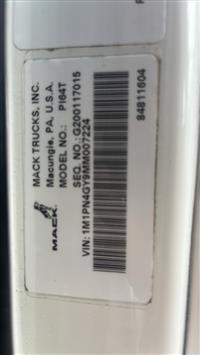 MACK TRUCKS, INC.
Macungie, PA, U.S.A.
MODEL NO.: PI64T
SEQ. NO.: G200117015
VIN: 1M1PN4GY9MM007224
MACK
84811604